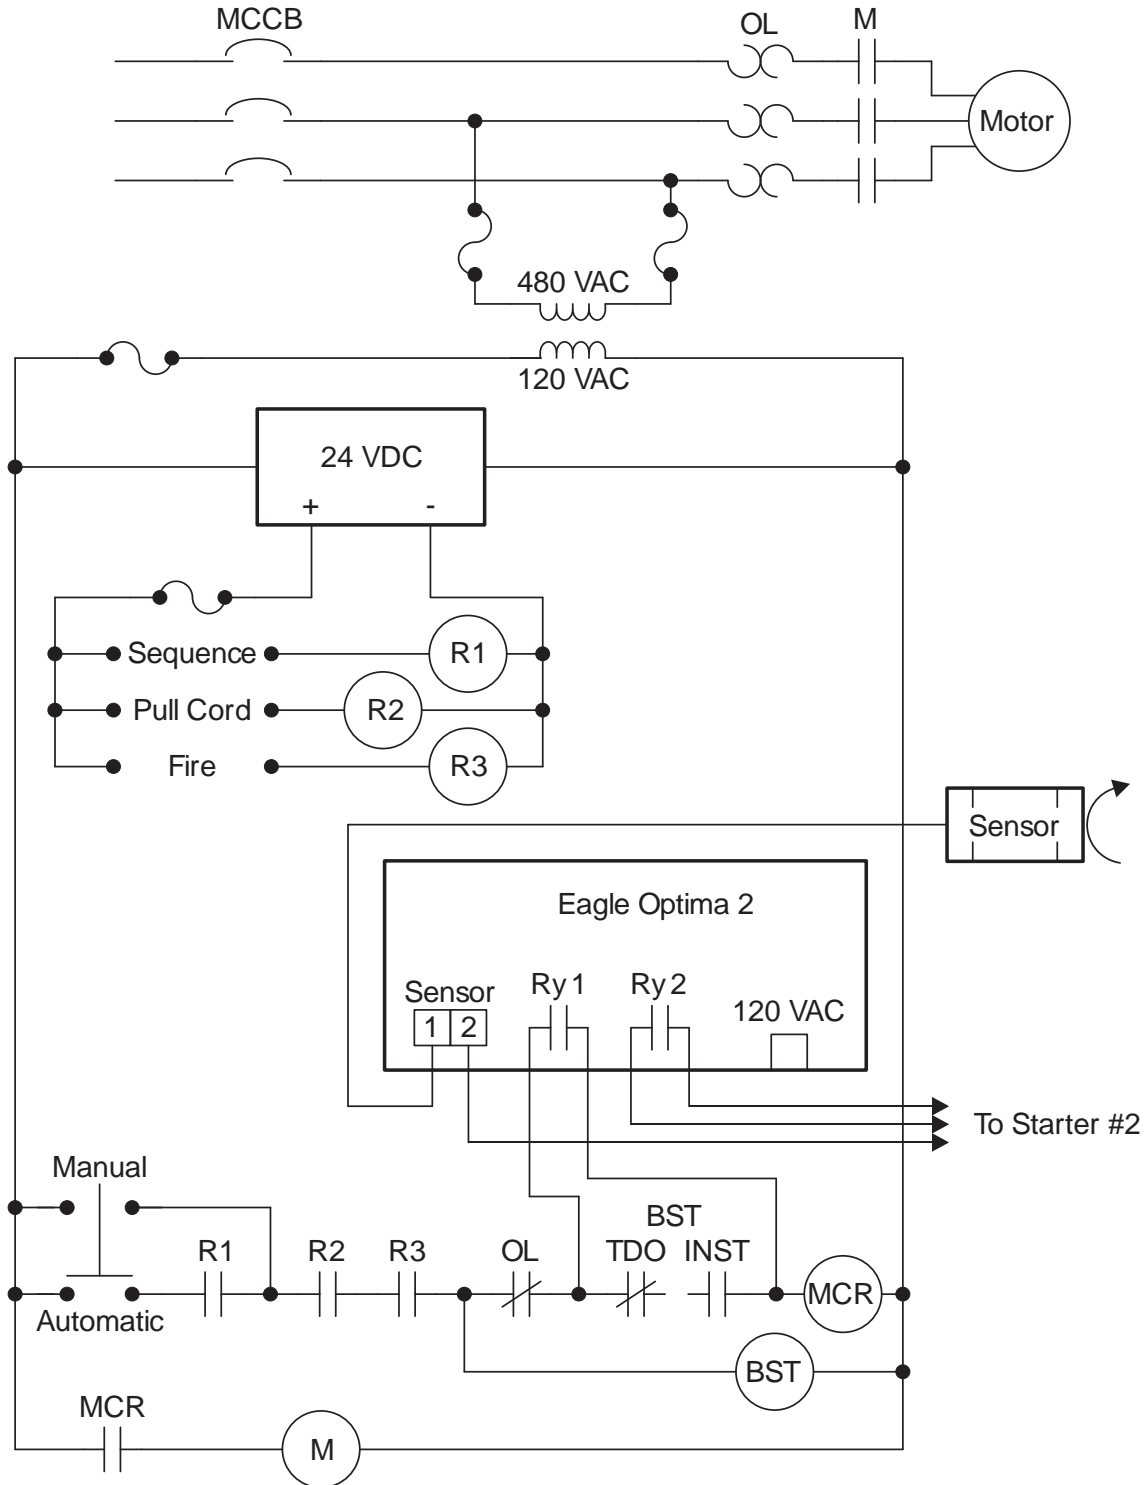 MCCB
OL
M
Motor
480 VAC
120 VAC
24 VDC
+
-
Sequence
R1
Pull Cord
R2
Fire
R3
Sensor
Eagle Optima 2
Sensor
Ry 1
Ry 2
120 VAC
1
2
To Starter #2
Manual
BST
R1
R2
R3
OL
TDO
INST
MCR
Automatic
BST
MCR
M